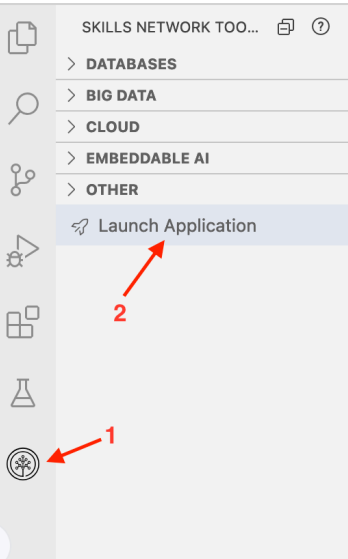 SKILLS NETWORK TOO...
DATABASES
BIG DATA
CLOUD
EMBEDDABLE AI
OTHER
Launch Application
2
1